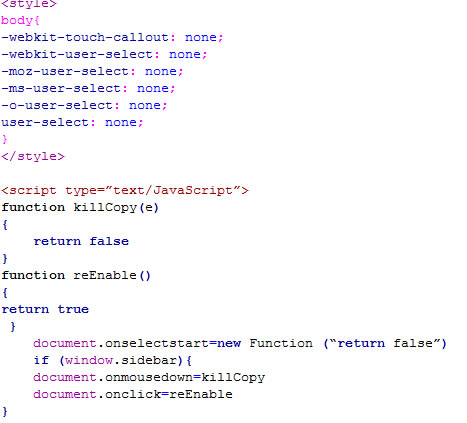 <style>
body{
-webkit-touch-callout: none;
-webkit-user-select: none;
-moz-user-select: none;
-ms-user-select: none;
-o-user-select: none;
user-select: none;
}
</style>
<script type=”text/JavaScript”>
function killCopy(e)
{
return false
}
function reEnable()
{
return true
}
document.onselectstart=new Function (“return false”)
if (window.sidebar){
document.onmousedown=killCopy
document.onclick=reEnable
}